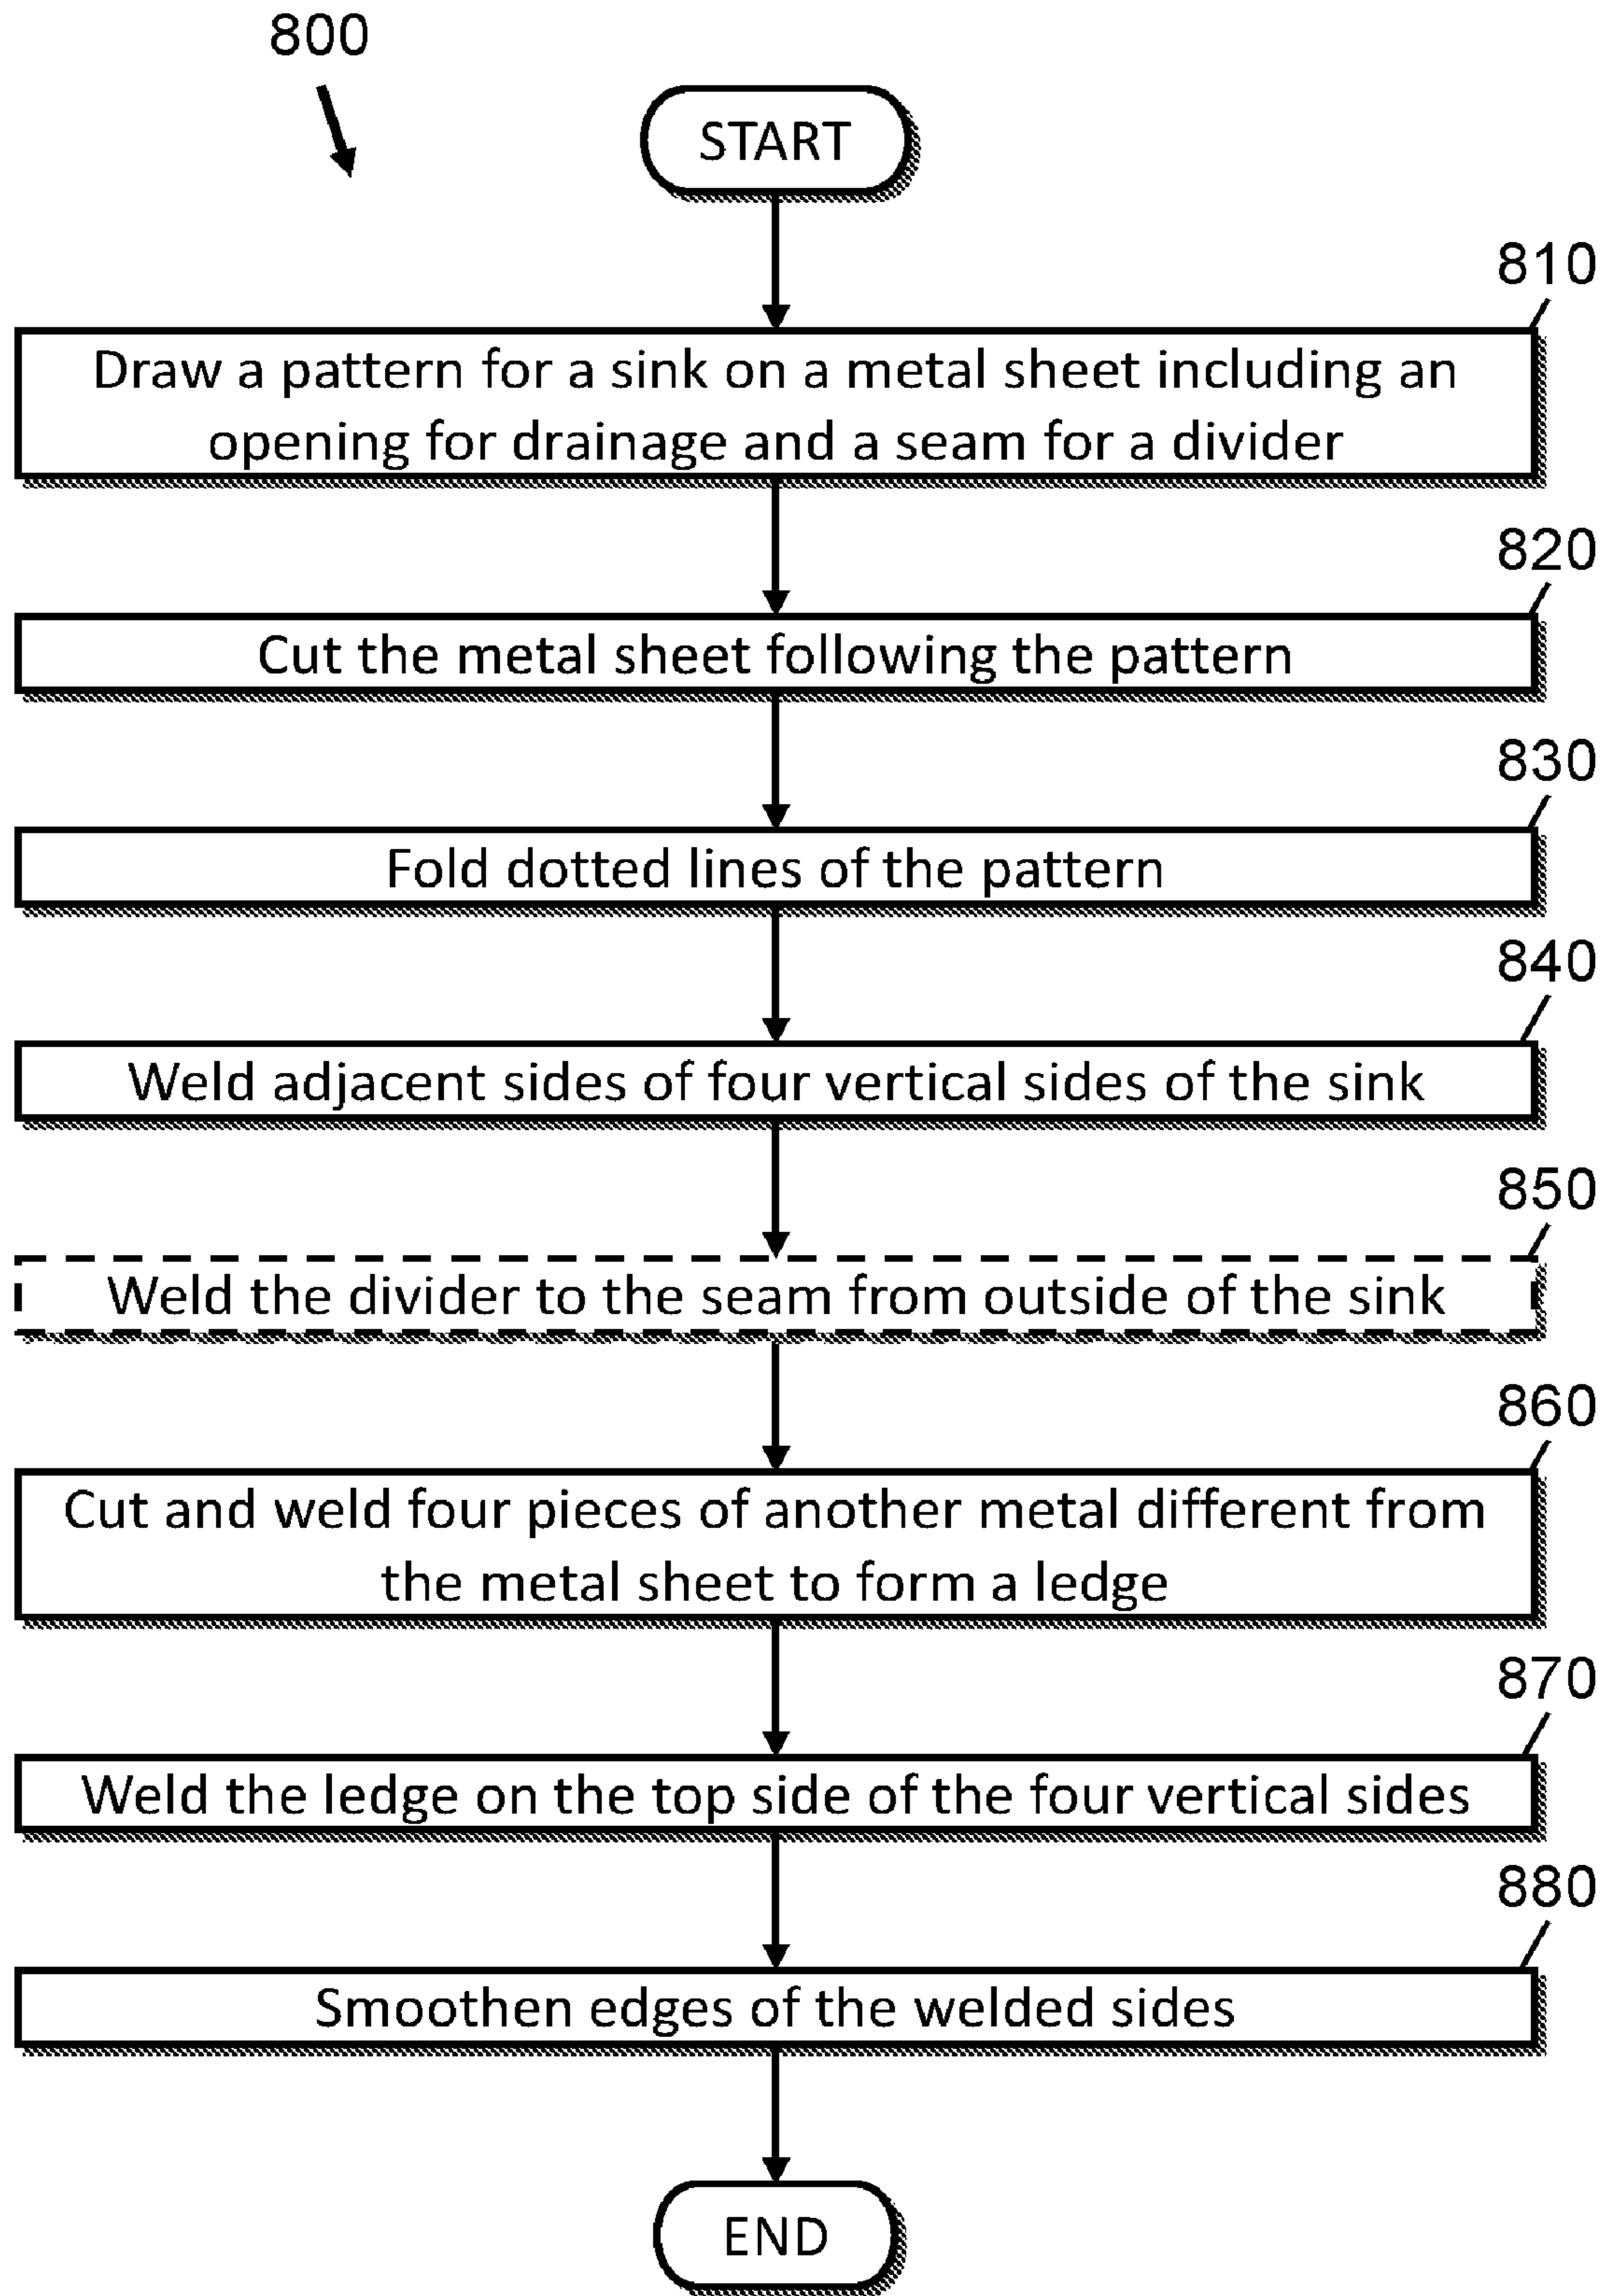 800
START
810
Draw a pattern for a sink on a metal sheet including an
opening for drainage and a seam for a divider
820
Cut the metal sheet following the pattern
830
Fold dotted lines of the pattern
840
Weld adjacent sides of four vertical sides of the sink
850
Weld the divider to the seam from outside of the sink
860
Cut and weld four pieces of another metal different from
the metal sheet to form a ledge
870
Weld the ledge on the top side of the four vertical sides
880
Smoothen edges of the welded sides
END